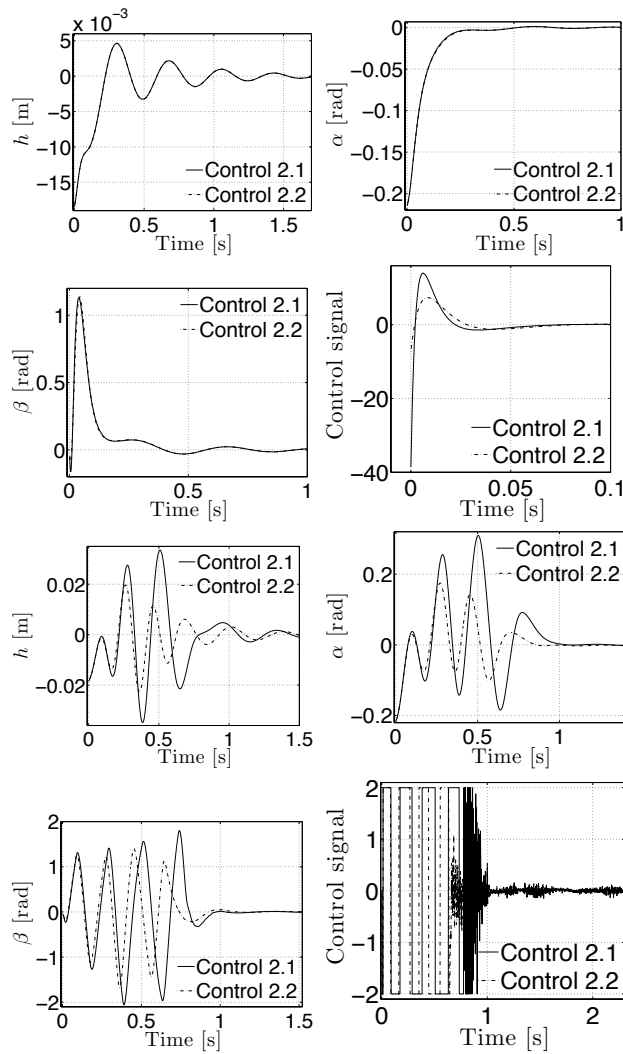 x 10⁻³
5
0
−5
−10
−15
h [m]
0
0.5
1
1.5
Time [s]
Control 2.1
Control 2.2
0
−0.05
−0.1
−0.15
−0.2
α [rad]
0
0.5
1
Time [s]
Control 2.1
Control 2.2
1
0.5
0
β [rad]
0
0.5
1
Time [s]
Control 2.1
Control 2.2
0
−20
−40
Control signal
0
0.05
0.1
Time [s]
Control 2.1
Control 2.2
0.02
0
−0.02
h [m]
0
0.5
1
1.5
Time [s]
Control 2.1
Control 2.2
0.2
0
−0.2
α [rad]
0
0.5
1
Time [s]
Control 2.1
Control 2.2
2
1
0
−1
−2
β [rad]
0
0.5
1
1.5
Time [s]
Control 2.1
Control 2.2
2
1
0
−1
−2
Control signal
0
1
2
Time [s]
Control 2.1
Control 2.2